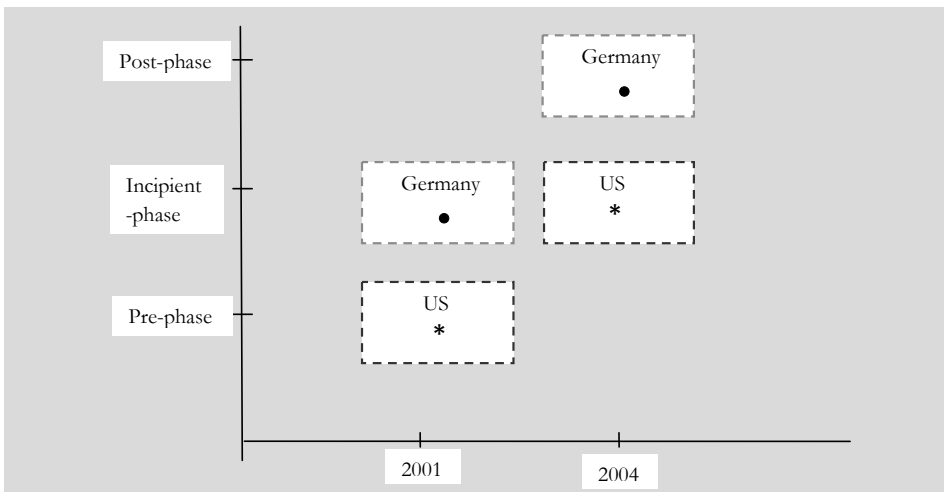 Post-phase
Germany
Incipient
-phase
Germany
US
*
Pre-phase
US
*
2001
2004